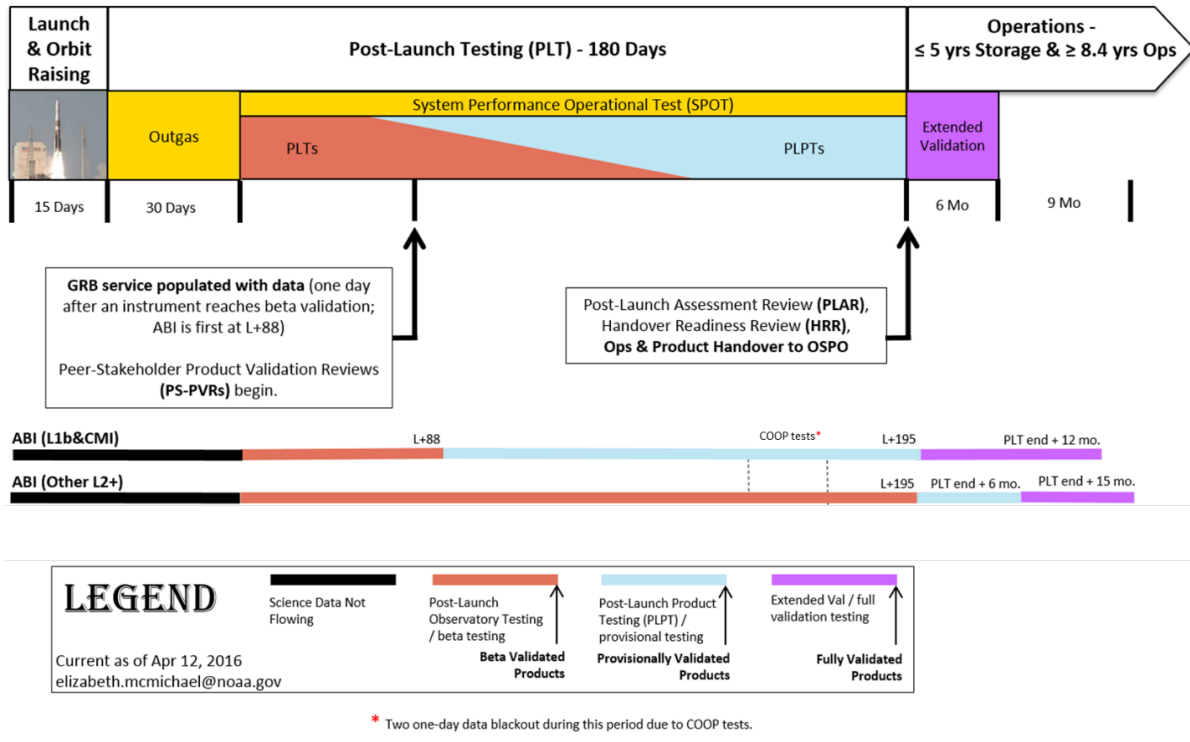 Launch
& Orbit
Raising
Post-Launch Testing (PLT) - 180 Days
Operations -
≤ 5 yrs Storage & ≥ 8.4 yrs Ops
System Performance Operational Test (SPOT)
Outgas
PLTs
PLPTs
Extended
Validation
15 Days
30 Days
6 Mo
9 Mo
GRB service populated with data (one day
after an instrument reaches beta validation;
ABI is first at L+88)
Peer-Stakeholder Product Validation Reviews
(PS-PVRs) begin.
Post-Launch Assessment Review (PLAR),
Handover Readiness Review (HRR),
Ops & Product Handover to OSPO
ABI (L1b&CMI)
L+88
COOP tests*
L+195
PLT end + 12 mo.
ABI (Other L2+)
L+195
PLT end + 6 mo.
PLT end + 15 mo.
LEGEND
Current as of Apr 12, 2016
elizabeth.mcmichael@noaa.gov
Science Data Not
Flowing
Post-Launch
Observatory Testing
/ beta testing
Beta Validated
Products
Post-Launch Product
Testing (PLPT) /
provisional testing
Provisionally Validated
Products
Extended Val / full
validation testing
Fully Validated
Products
* Two one-day data blackout during this period due to COOP tests.